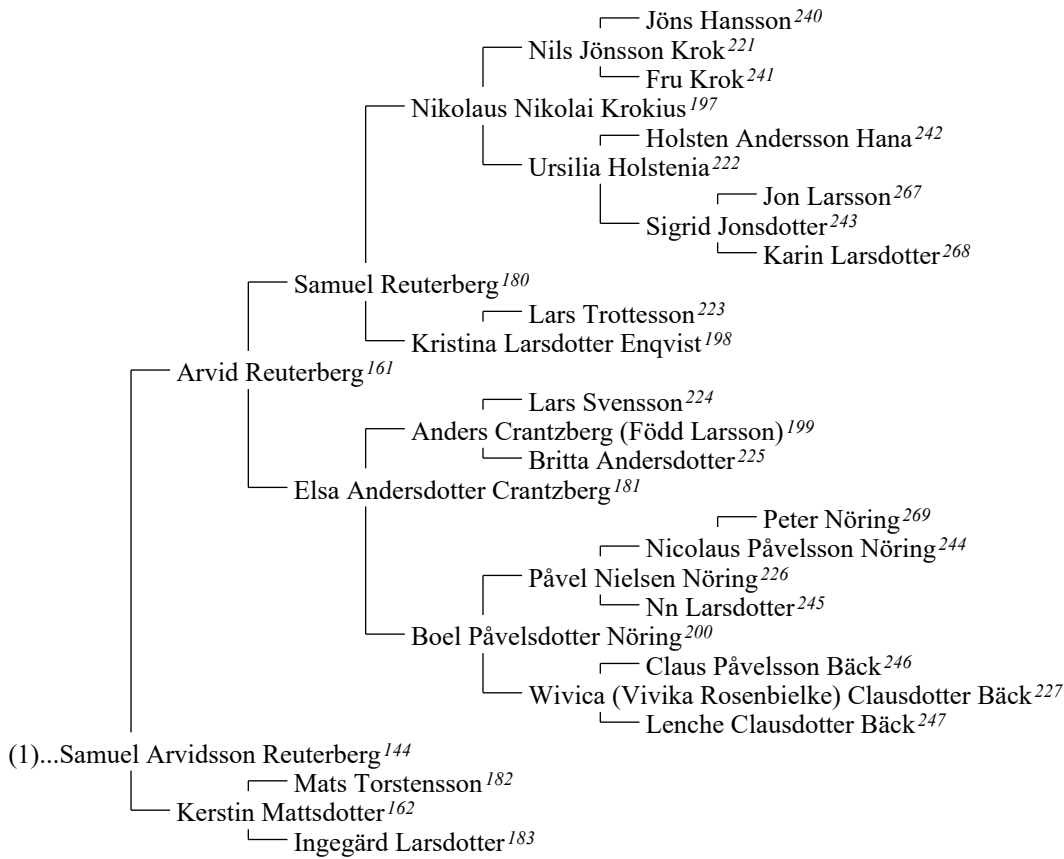 Jöns Hansson240
Nils Jönsson Krok221
Fru Krok241
Nikolaus Nikolai Krokius197
Holsten Andersson Hana242
Ursilia Holstenia222
Jon Larsson267
Sigrid Jonsdotter243
Karin Larsdotter268
Samuel Reuterberg180
Lars Trottesson223
Kristina Larsdotter Enqvist198
Arvid Reuterberg161
Lars Svensson224
Anders Crantzberg (Född Larsson)199
Britta Andersdotter225
Elsa Andersdotter Crantzberg181
Peter Nöring269
Nicolaus Påvelsson Nöring244
Påvel Nielsen Nöring226
Nn Larsdotter245
Boel Påvelsdotter Nöring200
Claus Påvelsson Bäck246
Wivica (Vivika Rosenbielke) Clausdotter Bäck227
Lenche Clausdotter Bäck247
(1)...Samuel Arvidsson Reuterberg144
Mats Torstensson182
Kerstin Mattsdotter162
Ingegärd Larsdotter183